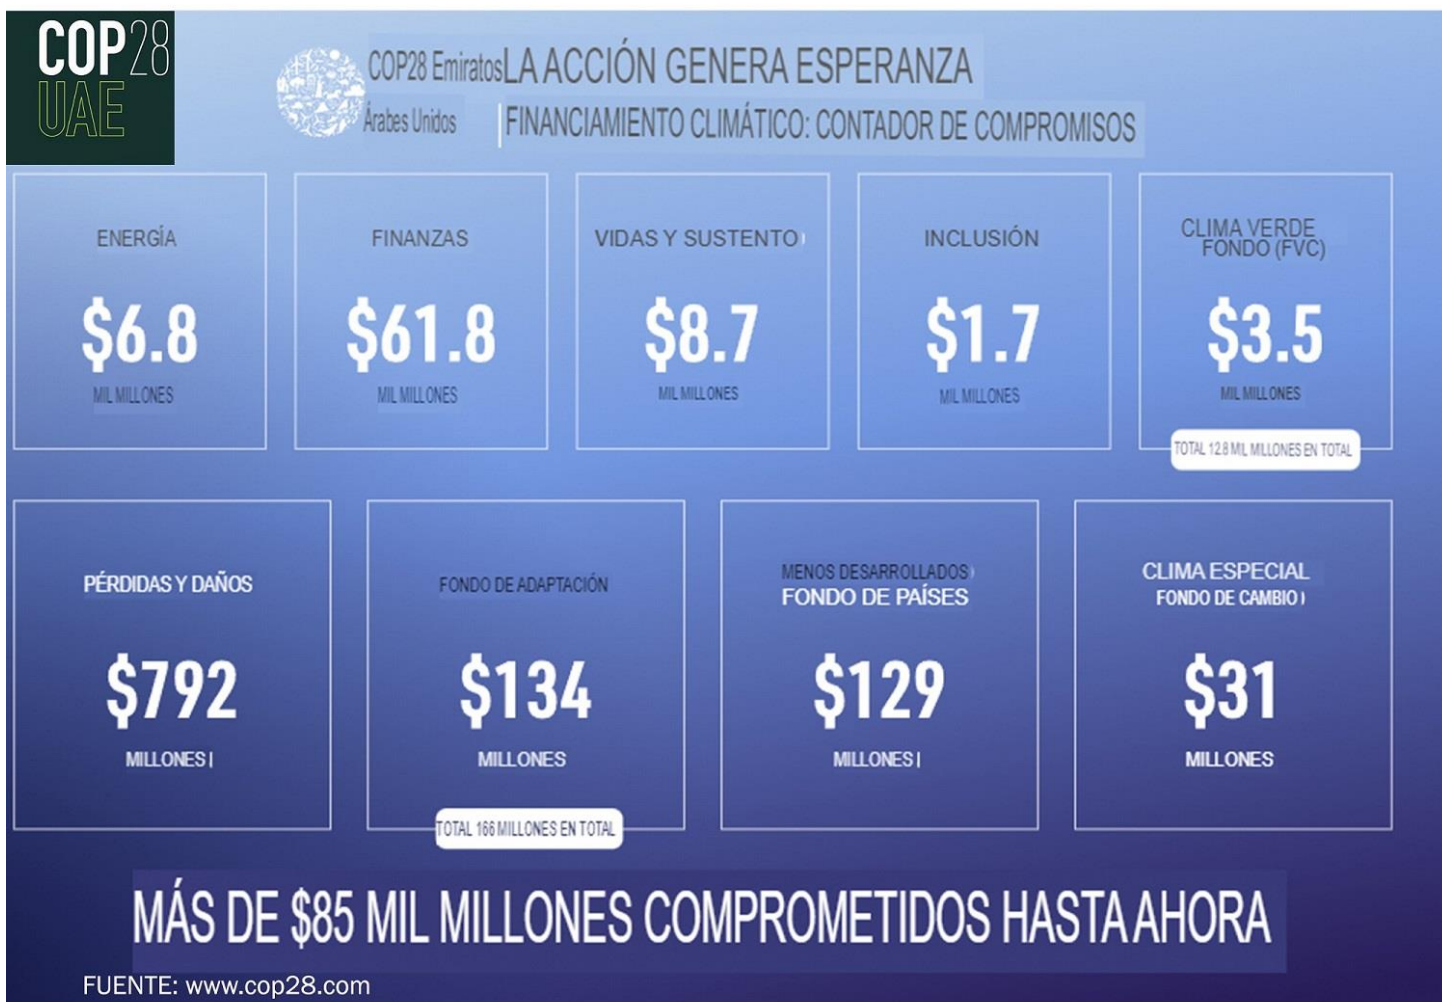 COP28
UAE
COP28 Emiratos
Árabes Unidos
LA ACCIÓN GENERA ESPERANZA
FINANCIAMIENTO CLIMÁTICO: CONTADOR DE COMPROMISOS
ENERGÍA
$6.8
MIL MILLONES
FINANZAS
$61.8
MIL MILLONES
VIDAS Y SUSTENTO
$8.7
MIL MILLONES
INCLUSIÓN
$1.7
MIL MILLONES
CLIMA VERDE
FONDO (FVC)
$3.5
MIL MILLONES
TOTAL 12.8 MIL MILLONES EN TOTAL
PÉRDIDAS Y DAÑOS
$792
MILLONES
FONDO DE ADAPTACIÓN
$134
MILLONES
TOTAL 166 MILLONES EN TOTAL
MENOS DESARROLLADOS
FONDO DE PAÍSES
$129
MILLONES
CLIMA ESPECIAL
FONDO DE CAMBIO
$31
MILLONES
MÁS DE $85 MIL MILLONES COMPROMETIDOS HASTA AHORA
FUENTE: www.cop28.com